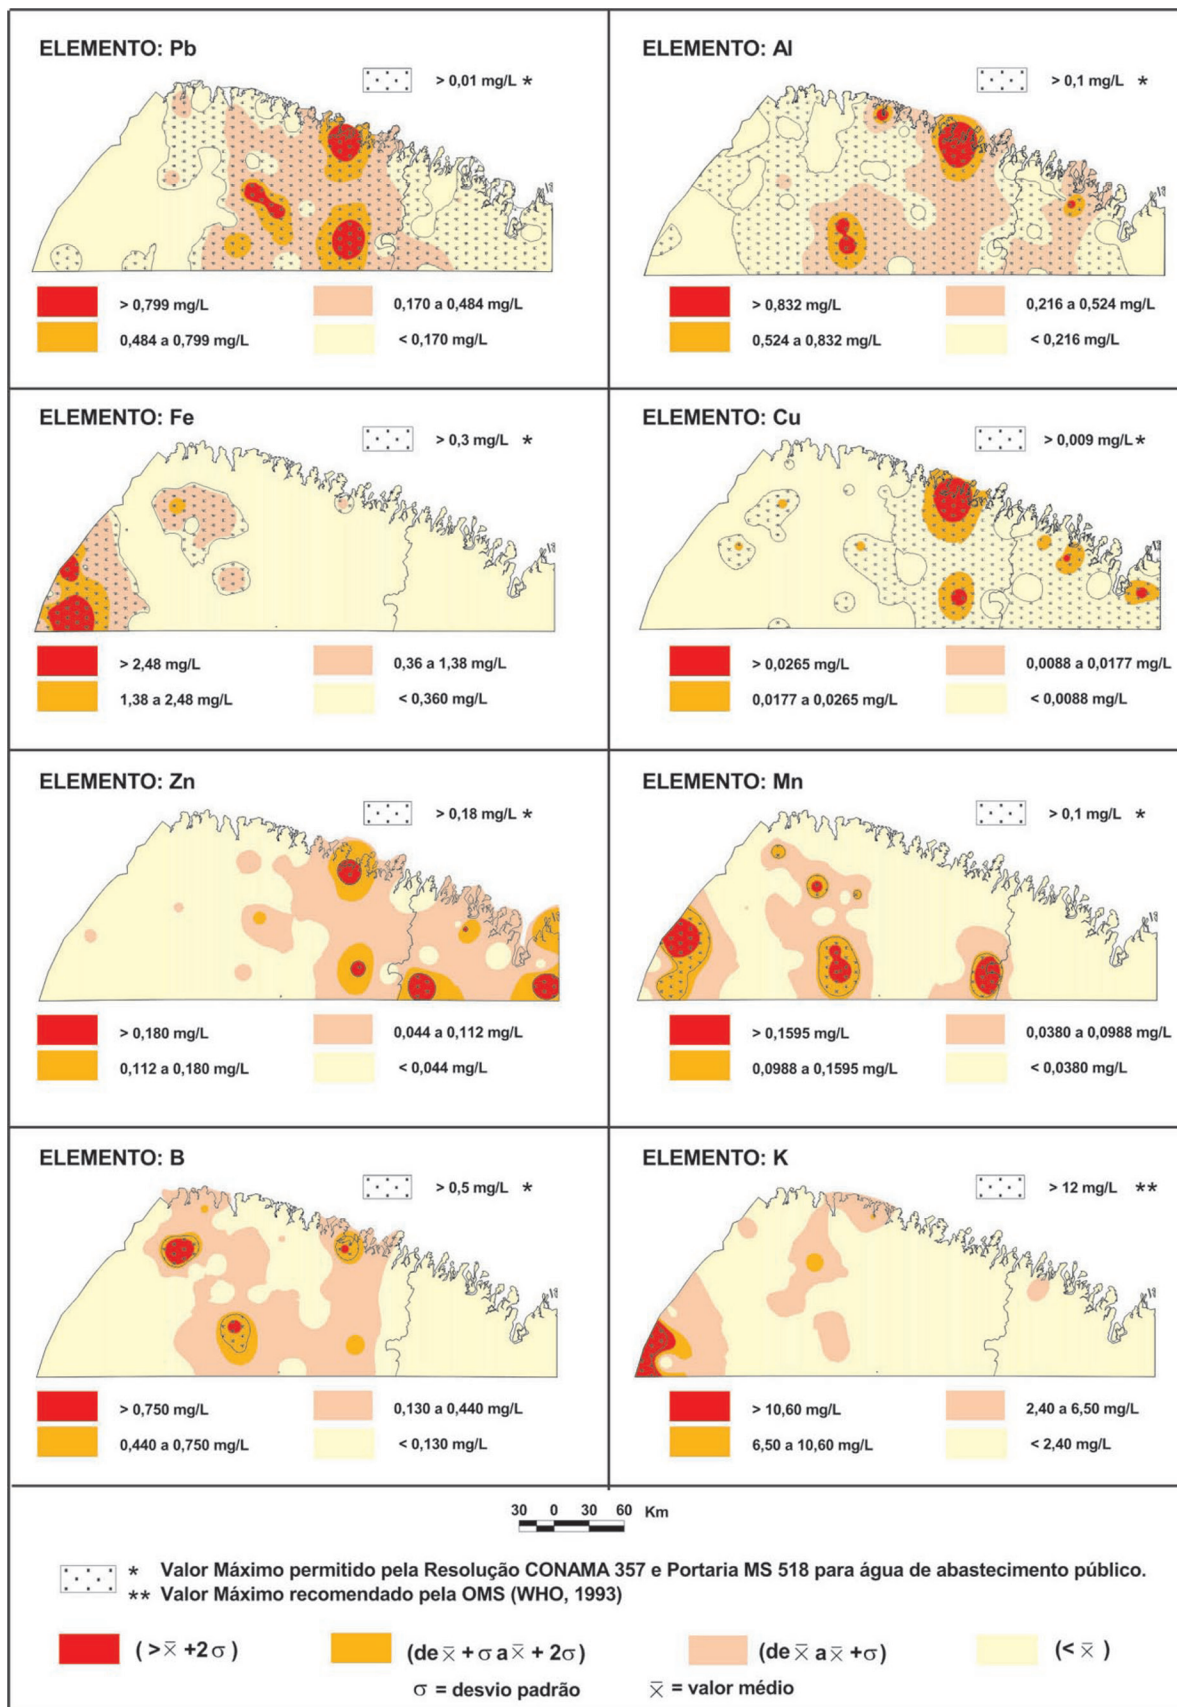 ELEMENTO: Pb
> 0,01 mg/L *
> 0,799 mg/L
0,170 a 0,484 mg/L
0,484 a 0,799 mg/L
< 0,170 mg/L
ELEMENTO: Al
> 0,1 mg/L *
> 0,832 mg/L
0,216 a 0,524 mg/L
0,524 a 0,832 mg/L
< 0,216 mg/L
ELEMENTO: Fe
> 0,3 mg/L *
> 2,48 mg/L
0,36 a 1,38 mg/L
1,38 a 2,48 mg/L
< 0,360 mg/L
ELEMENTO: Cu
> 0,009 mg/L *
> 0,0265 mg/L
0,0088 a 0,0177 mg/L
0,0177 a 0,0265 mg/L
< 0,0088 mg/L
ELEMENTO: Zn
> 0,18 mg/L *
> 0,180 mg/L
0,044 a 0,112 mg/L
0,112 a 0,180 mg/L
< 0,044 mg/L
ELEMENTO: Mn
> 0,1 mg/L *
> 0,1595 mg/L
0,0380 a 0,0988 mg/L
0,0988 a 0,1595 mg/L
< 0,0380 mg/L
ELEMENTO: B
> 0,5 mg/L *
> 0,750 mg/L
0,130 a 0,440 mg/L
0,440 a 0,750 mg/L
< 0,130 mg/L
ELEMENTO: K
> 12 mg/L **
> 10,60 mg/L
2,40 a 6,50 mg/L
6,50 a 10,60 mg/L
< 2,40 mg/L
30 0 30 60 Km
* Valor Máximo permitido pela Resolução CONAMA 357 e Portaria MS 518 para água de abastecimento público.
** Valor Máximo recomendado pela OMS (WHO, 1993)
( > x̄ +2σ )
(de x̄ + σ a x̄ + 2σ)
(de x̄ a x̄ +σ)
(< x̄ )
σ = desvio padrão
x̄ = valor médio